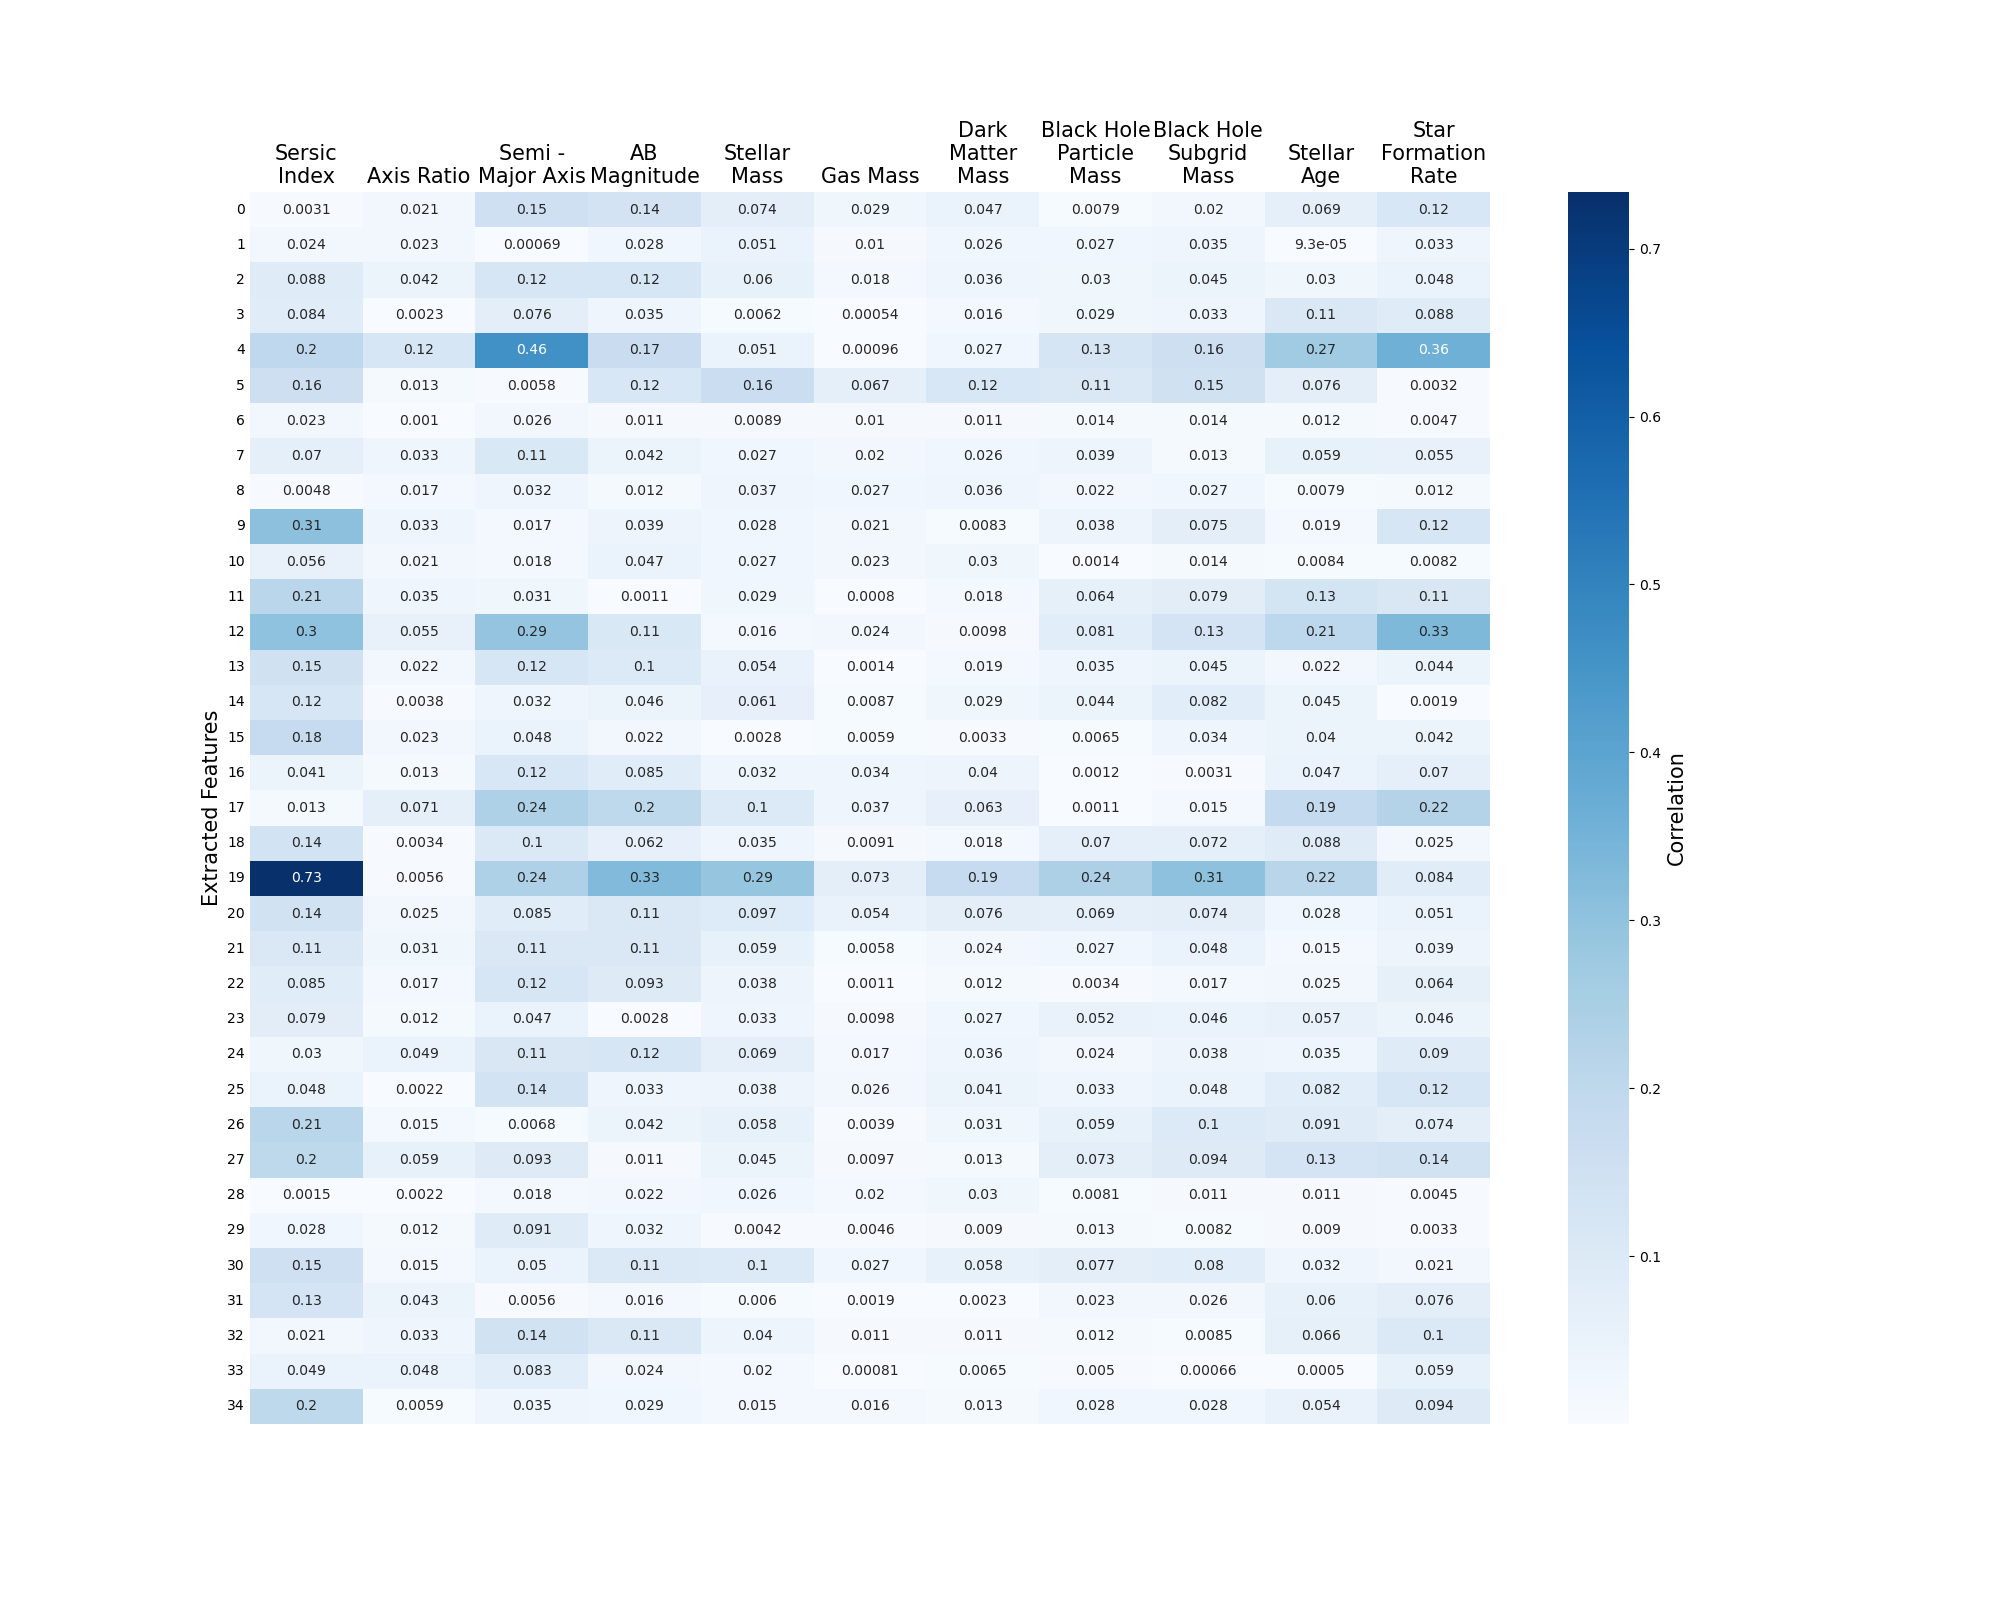 Dark Black Hole Black Hole Star
Sersic Semi - AB Stellar Matter Particle Subgrid Stellar Formation
Index Axis Ratio Major Axis Magnitude Mass Gas Mass Mass Mass Mass Age Rate
0 0.0031 0.021 0.15 0.14 0.074 0.029 0.047 0.0079 0.02 0.069 0.12
1 0.024 0.023 0.00069 0.028 0.051 0.01 0.026 0.027 0.035 9.3e-05 0.033
2 0.088 0.042 0.12 0.12 0.06 0.018 0.036 0.03 0.045 0.03 0.048
3 0.084 0.0023 0.076 0.035 0.0062 0.00054 0.016 0.029 0.033 0.11 0.088
4 0.2 0.12 0.46 0.17 0.051 0.00096 0.027 0.13 0.16 0.27 0.36
5 0.16 0.013 0.0058 0.12 0.16 0.067 0.12 0.11 0.15 0.076 0.0032
6 0.023 0.001 0.026 0.011 0.0089 0.01 0.011 0.014 0.014 0.012 0.0047
7 0.07 0.033 0.11 0.042 0.027 0.02 0.026 0.039 0.013 0.059 0.055
8 0.0048 0.017 0.032 0.012 0.037 0.027 0.036 0.022 0.027 0.0079 0.012
9 0.31 0.033 0.017 0.039 0.028 0.021 0.0083 0.038 0.075 0.019 0.12
10 0.056 0.021 0.018 0.047 0.027 0.023 0.03 0.0014 0.014 0.0084 0.0082
11 0.21 0.035 0.031 0.0011 0.029 0.0008 0.018 0.064 0.079 0.13 0.11
12 0.3 0.055 0.29 0.11 0.016 0.024 0.0098 0.081 0.13 0.21 0.33
13 0.15 0.022 0.12 0.1 0.054 0.0014 0.019 0.035 0.045 0.022 0.044
14 0.12 0.0038 0.032 0.046 0.061 0.0087 0.029 0.044 0.082 0.045 0.0019
15 0.18 0.023 0.048 0.022 0.0028 0.0059 0.0033 0.0065 0.034 0.04 0.042
16 0.041 0.013 0.12 0.085 0.032 0.034 0.04 0.0012 0.0031 0.047 0.07
17 0.013 0.071 0.24 0.2 0.1 0.037 0.063 0.0011 0.015 0.19 0.22
18 0.14 0.0034 0.1 0.062 0.035 0.0091 0.018 0.07 0.072 0.088 0.025
19 0.73 0.0056 0.24 0.33 0.29 0.073 0.19 0.24 0.31 0.22 0.084
20 0.14 0.025 0.085 0.11 0.097 0.054 0.076 0.069 0.074 0.028 0.051
21 0.11 0.031 0.11 0.11 0.059 0.0058 0.024 0.027 0.048 0.015 0.039
22 0.085 0.017 0.12 0.093 0.038 0.0011 0.012 0.0034 0.017 0.025 0.064
23 0.079 0.012 0.047 0.0028 0.033 0.0098 0.027 0.052 0.046 0.057 0.046
24 0.03 0.049 0.11 0.12 0.069 0.017 0.036 0.024 0.038 0.035 0.09
25 0.048 0.0022 0.14 0.033 0.038 0.026 0.041 0.033 0.048 0.082 0.12
26 0.21 0.015 0.0068 0.042 0.058 0.0039 0.031 0.059 0.1 0.091 0.074
27 0.2 0.059 0.093 0.011 0.045 0.0097 0.013 0.073 0.094 0.13 0.14
28 0.0015 0.0022 0.018 0.022 0.026 0.02 0.03 0.0081 0.011 0.011 0.0045
29 0.028 0.012 0.091 0.032 0.0042 0.0046 0.009 0.013 0.0082 0.009 0.0033
30 0.15 0.015 0.05 0.11 0.1 0.027 0.058 0.077 0.08 0.032 0.021
31 0.13 0.043 0.0056 0.016 0.006 0.0019 0.0023 0.023 0.026 0.06 0.076
32 0.021 0.033 0.14 0.11 0.04 0.011 0.011 0.012 0.0085 0.066 0.1
33 0.049 0.048 0.083 0.024 0.02 0.00081 0.0065 0.005 0.00066 0.0005 0.059
34 0.2 0.0059 0.035 0.029 0.015 0.016 0.013 0.028 0.028 0.054 0.094
Extracted Features
0.7
0.6
0.5
0.4
0.3
0.2
0.1
Correlation